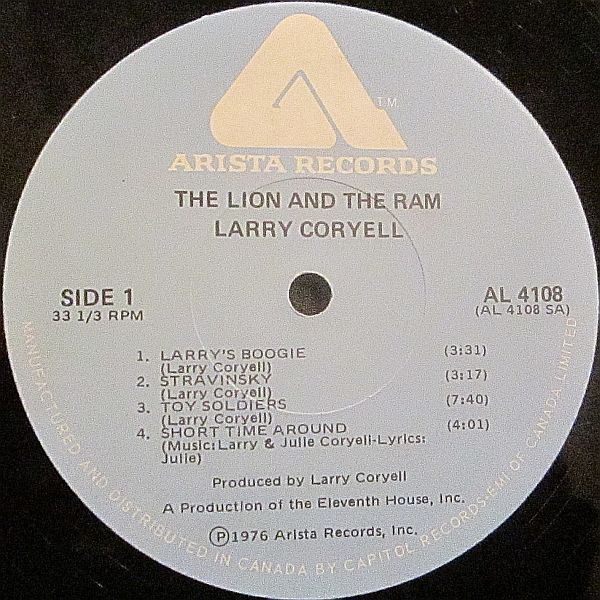 TM
ARISTA RECORDS
THE LION AND THE RAM
LARRY CORYELL
SIDE 1
33 1/3 RPM
AL 4108
(AL 4108 SA)
1. LARRY'S BOOGIE (3:31)
(Larry Coryell)
2. STRAVINSKY (3:17)
(Larry Coryell)
3. TOY SOLDIERS (7:40)
(Larry Coryell)
4. SHORT TIME AROUND (4:01)
(Music: Larry & Julie Coryell-Lyrics:
Julie)
Produced by Larry Coryell
A Production of the Eleventh House, Inc.
Ⓟ1976 Arista Records, Inc.
MANUFACTURED AND DISTRIBUTED IN CANADA BY CAPITOL RECORDS-EMI OF CANADA LIMITED